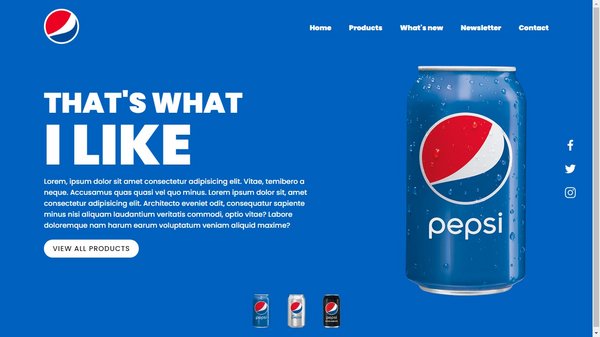 Home Products What's new Newsletter Contact
THAT'S WHAT
I LIKE
Lorem, ipsum dolor sit amet consectetur adipisicing elit. Vitae, temibero a
neque. Accusamus quas quasi vel quo minus. Lorem ipsum dolor sit, amet
consectetur adipisicing elit. Architecto eveniet odit, consequatur sapiente
minus nisi aliquam laudantium veritatis commodi, optio vitae? Labore
doloremque nam harum earum voluptatum veniam aliquid maxime?
VIEW ALL PRODUCTS
pepsi